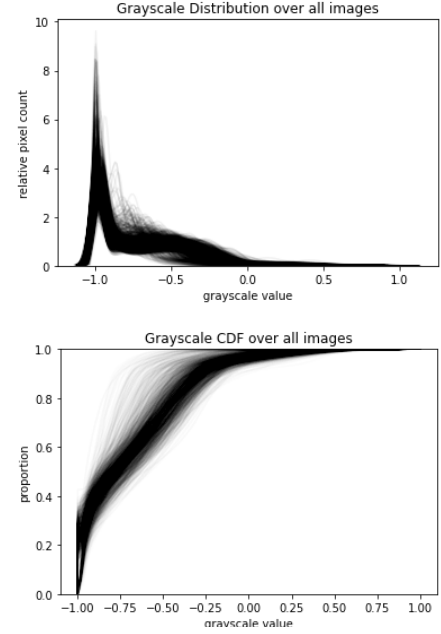 Grayscale Distribution over all images
10
8
6
4
2
0
relative pixel count
−1.0 −0.5 0.0 0.5 1.0
grayscale value
Grayscale CDF over all images
1.0
0.8
0.6
0.4
0.2
0.0
proportion
−1.00 −0.75 −0.50 −0.25 0.00 0.25 0.50 0.75 1.00
grayscale value